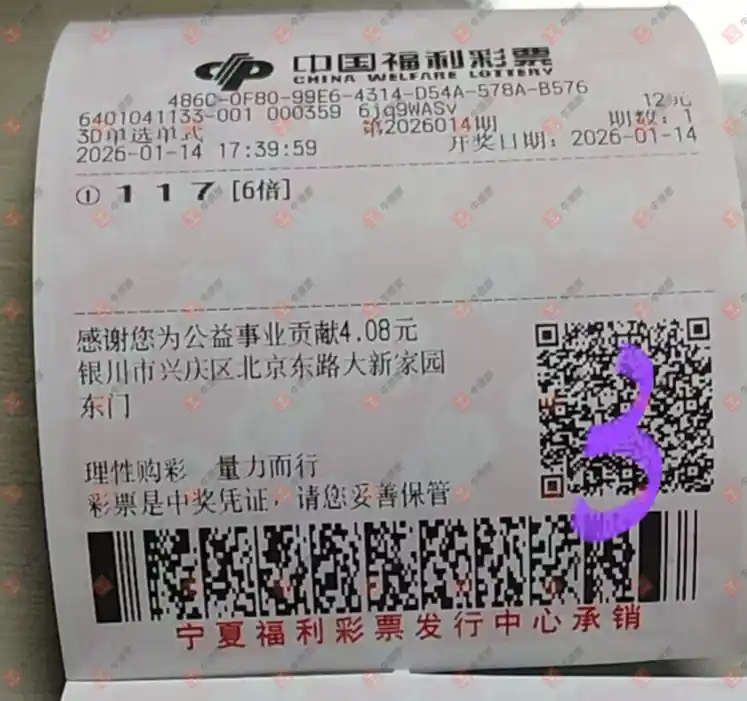 中国福利彩票
CHINA WELFARE LOTTERY
486C-0F80-99E6-4314-D54A-578A-B576
6401041133-001 000359 6jq9WASv 12元
3D单选单式 第2026014期 期数：1
2026-01-14 17:39:59 开奖日期：2026-01-14
① 1 1 7 [6倍]
感谢您为公益事业贡献4.08元
银川市兴庆区北京东路大新家园
东门
3
理性购彩 量力而行
彩票是中奖凭证，请您妥善保管
宁夏福利彩票发行中心承销